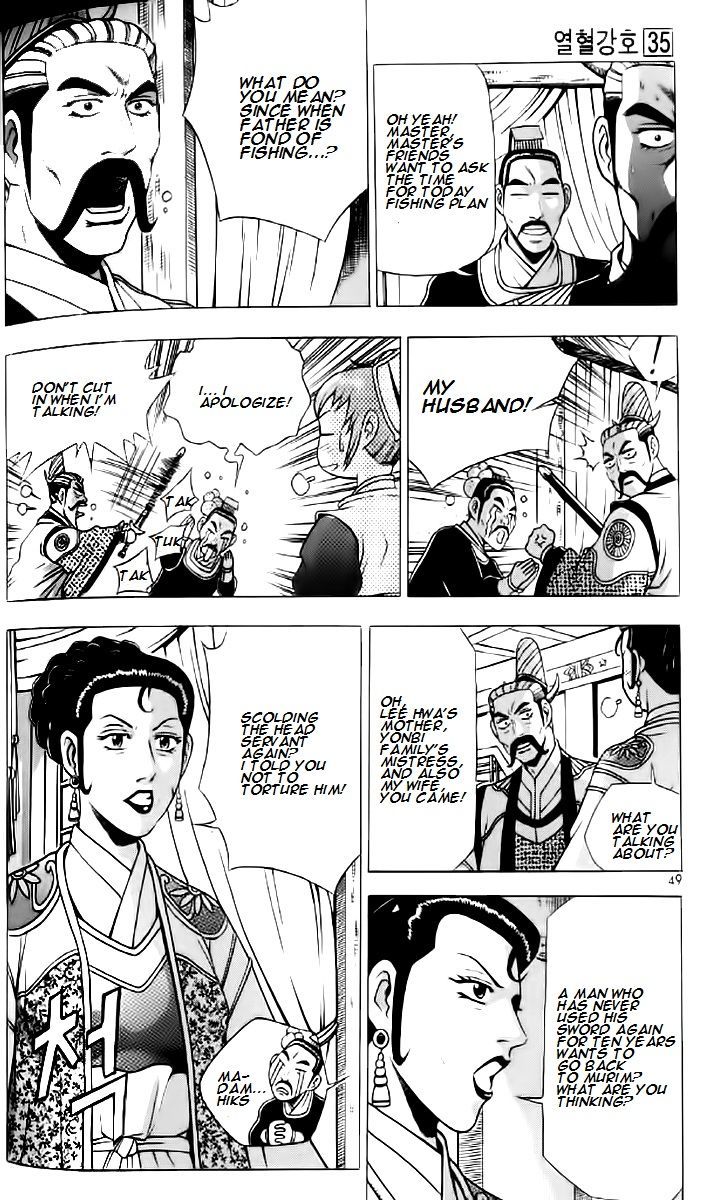 열혈강호 35
WHAT DO
YOU MEAN?
SINCE WHEN
FATHER IS
FOND OF
FISHING...?
OH YEAH!
MASTER,
MASTER'S
FRIENDS
WANT TO ASK
THE TIME
FOR TODAY
FISHING PLAN
DON'T CUT
IN WHEN I'M
TALKING!
I... I
APOLOGIZE!
TAK
TUK
TAK
MY
HUSBAND!
!
SCOLDING
THE HEAD
SERVANT
AGAIN?
I TOLD YOU
NOT TO
TORTURE HIM!
척
MA-
DAM...
HIKS
OH,
LEE HWA'S
MOTHER,
YONBI
FAMILY'S
MISTRESS,
AND ALSO
MY WIFE,
YOU CAME!
WHAT
ARE YOU
TALKING
ABOUT?
49
A MAN WHO
HAS NEVER
USED HIS
SWORD AGAIN
FOR TEN YEARS
WANTS TO
GO BACK
TO MURIM?
WHAT ARE YOU
THINKING?